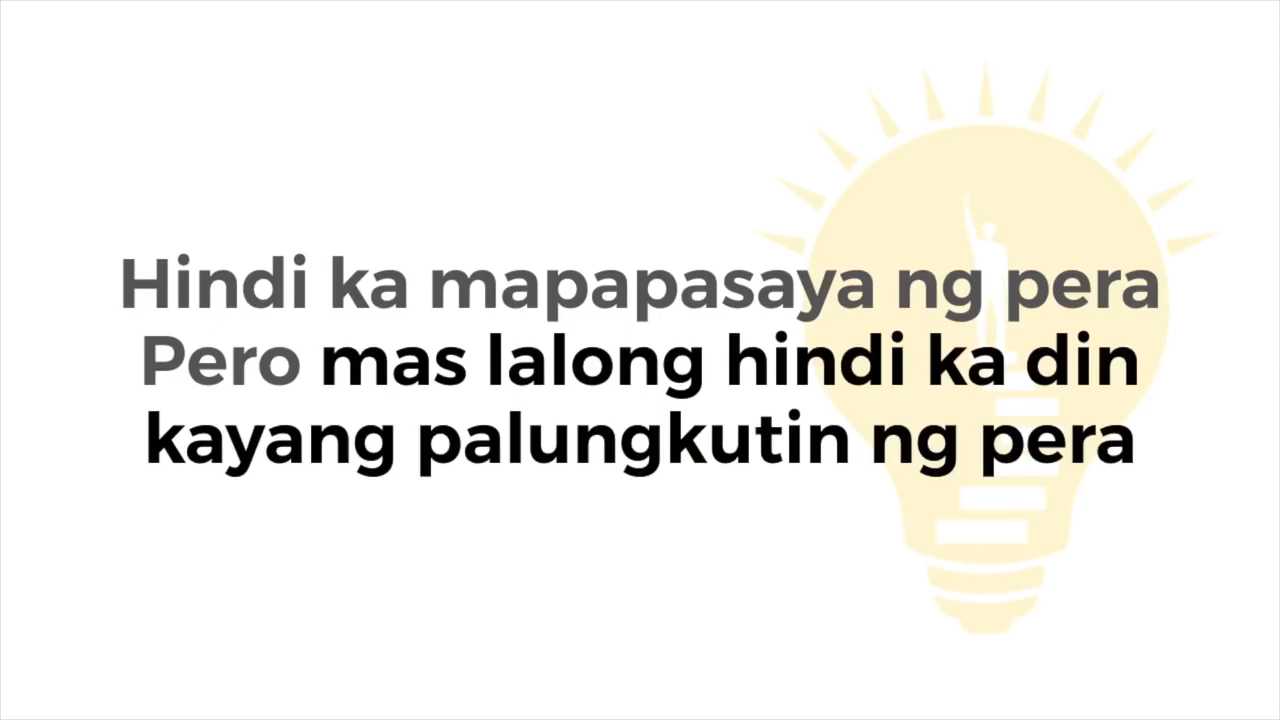 Hindi ka mapapasaya ng pera
Pero mas lalong hindi ka din
kayang palungkutin ng pera